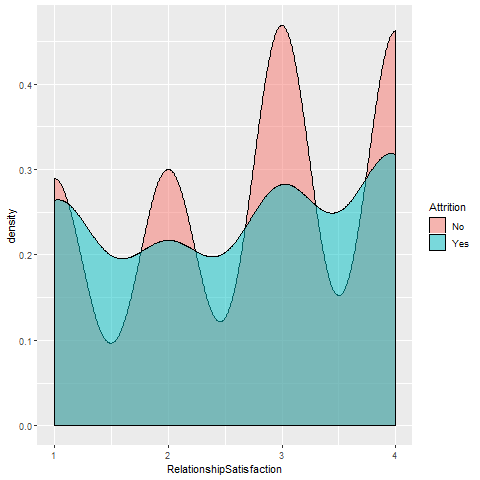 density
0.4
0.3
0.2
0.1
0.0
1 2 3 4
RelationshipSatisfaction
Attrition
No
Yes